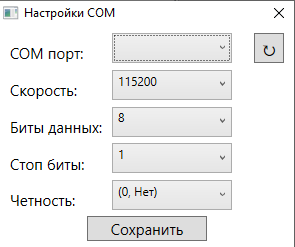 Настройки COM
COM порт:
↻
Скорость: 115200
Биты данных: 8
Стоп биты: 1
Четность: (0, Нет)
Сохранить